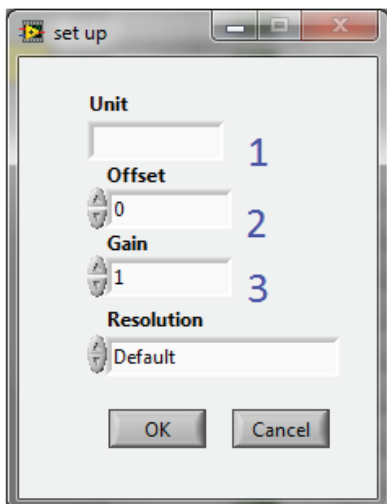 set up
Unit
1
Offset
0
2
Gain
1
3
Resolution
Default
OK Cancel